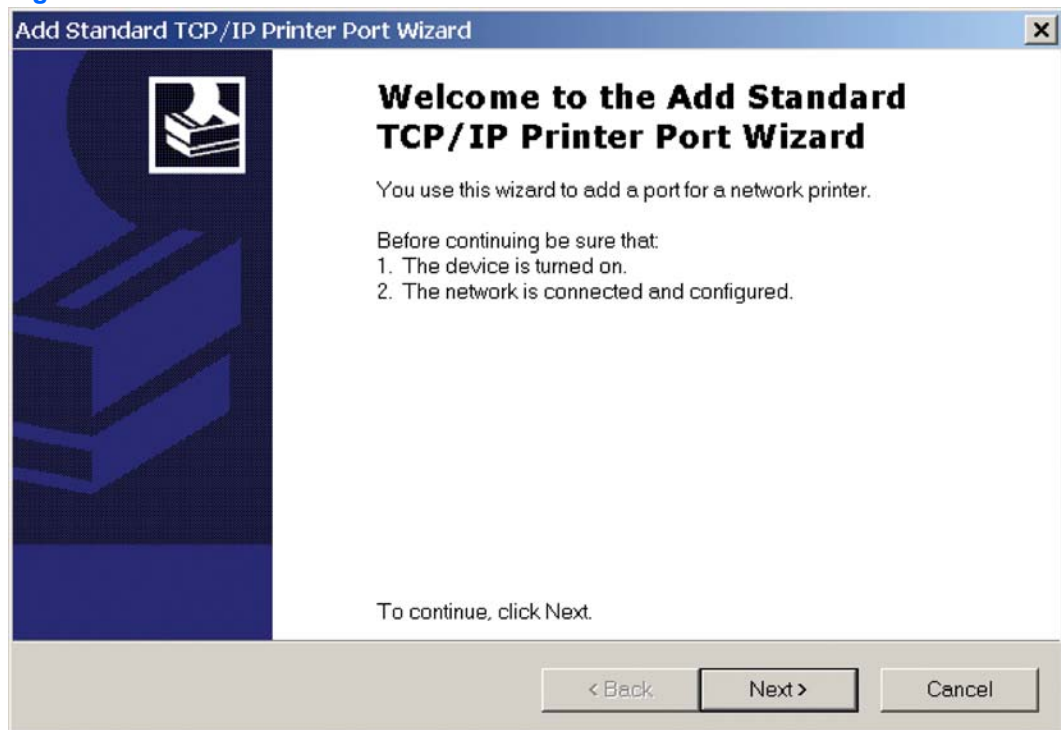 Add Standard TCP/IP Printer Port Wizard
Welcome to the Add Standard
TCP/IP Printer Port Wizard
You use this wizard to add a port for a network printer.
Before continuing be sure that:
1. The device is turned on.
2. The network is connected and configured.
To continue, click Next.
< Back
Next >
Cancel